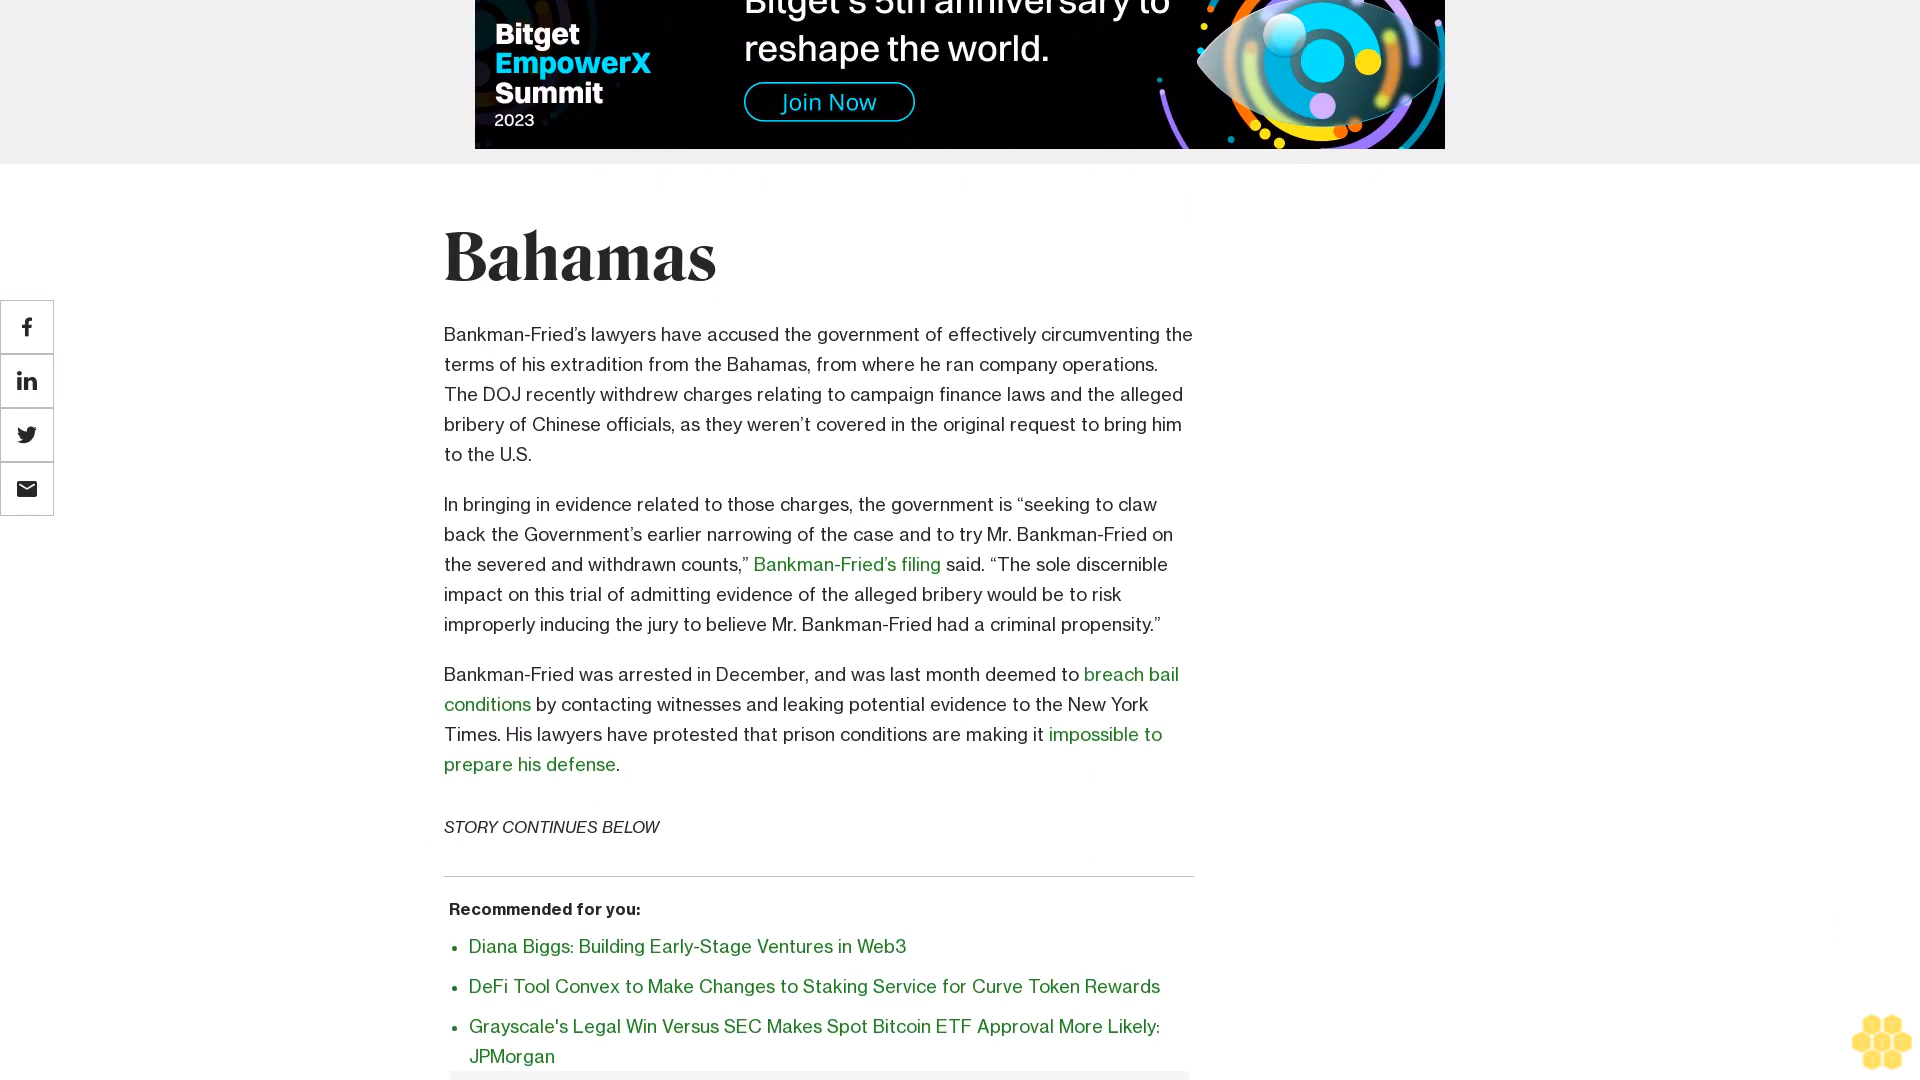 Bitget's 5th anniversary to
reshape the world.
Bitget
EmpowerX
Summit
2023
Join Now
Bahamas
Bankman-Fried’s lawyers have accused the government of effectively circumventing the
terms of his extradition from the Bahamas, from where he ran company operations.
The DOJ recently withdrew charges relating to campaign finance laws and the alleged
bribery of Chinese officials, as they weren’t covered in the original request to bring him
to the U.S.
In bringing in evidence related to those charges, the government is “seeking to claw
back the Government’s earlier narrowing of the case and to try Mr. Bankman-Fried on
the severed and withdrawn counts,” Bankman-Fried’s filing said. “The sole discernible
impact on this trial of admitting evidence of the alleged bribery would be to risk
improperly inducing the jury to believe Mr. Bankman-Fried had a criminal propensity.”
Bankman-Fried was arrested in December, and was last month deemed to breach bail
conditions by contacting witnesses and leaking potential evidence to the New York
Times. His lawyers have protested that prison conditions are making it impossible to
prepare his defense.
STORY CONTINUES BELOW
Recommended for you:
• Diana Biggs: Building Early-Stage Ventures in Web3
• DeFi Tool Convex to Make Changes to Staking Service for Curve Token Rewards
• Grayscale's Legal Win Versus SEC Makes Spot Bitcoin ETF Approval More Likely:
JPMorgan